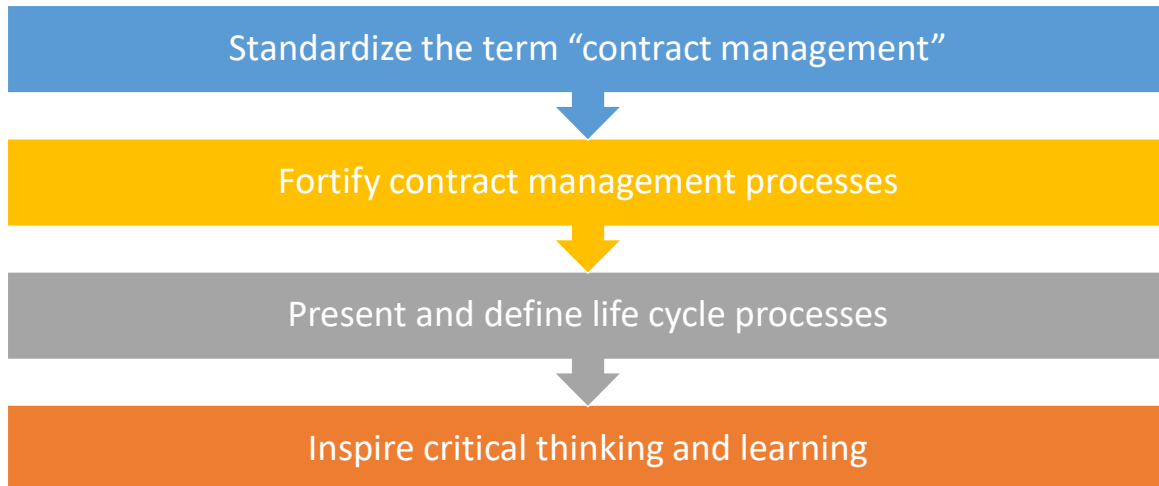 Standardize the term “contract management”
Fortify contract management processes
Present and define life cycle processes
Inspire critical thinking and learning